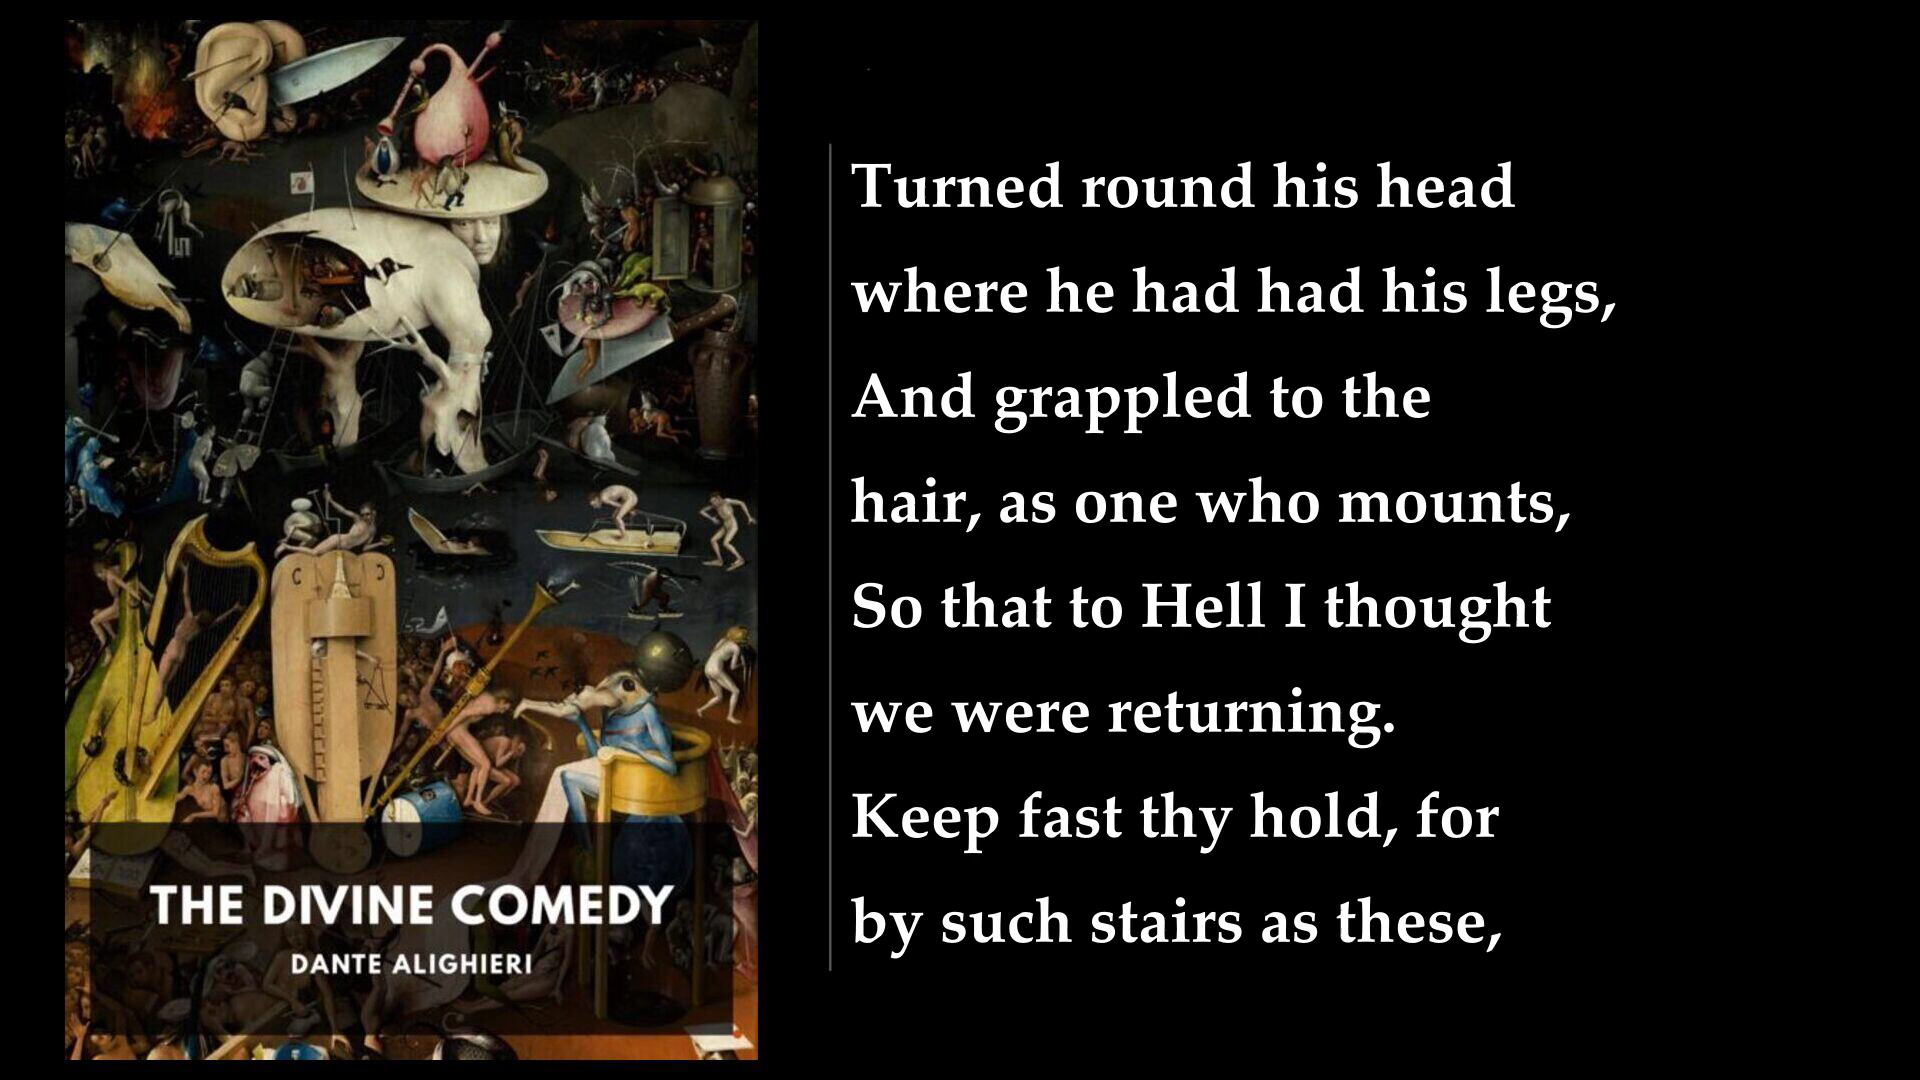 THE DIVINE COMEDY
DANTE ALIGHIERI
Turned round his head
where he had had his legs,
And grappled to the
hair, as one who mounts,
So that to Hell I thought
we were returning.
Keep fast thy hold, for
by such stairs as these,